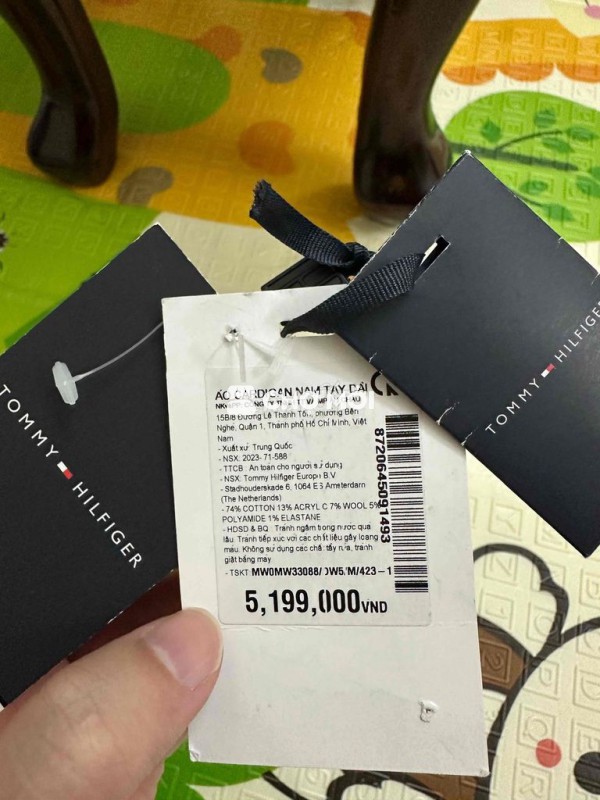 TOMMY HILFIGER
TOMMY HILFIGER
ÁO CARDIGAN NAM TAY DÀI
15B/8 Đường Lê Thánh Tôn, phường Bến
Nghé, Quận 1, Thành phố Hồ Chí Minh, Việt
Nam
- Xuất xứ: Trung Quốc
- NSX: 2023-71-588
- TTCB: An toàn cho người sử dụng
- NSX: Tommy Hilfiger Europe B.V
- Stadhouderskade 6, 1064 ES Amsterdam
(The Netherlands)
- 74% COTTON 13% ACRYLIC 7% WOOL 5%
POLYAMIDE 1% ELASTANE
- HDSD & BQ: Tránh ngâm trong nước quá
lâu. Tránh tiếp xúc với các chất liệu gây loang
màu. Không sử dụng các chất tẩy rửa, tránh
giặt bằng máy
- TSKT: MW0MW33088/DW5/M/423 - 1
5,199,000VND
8720645091493